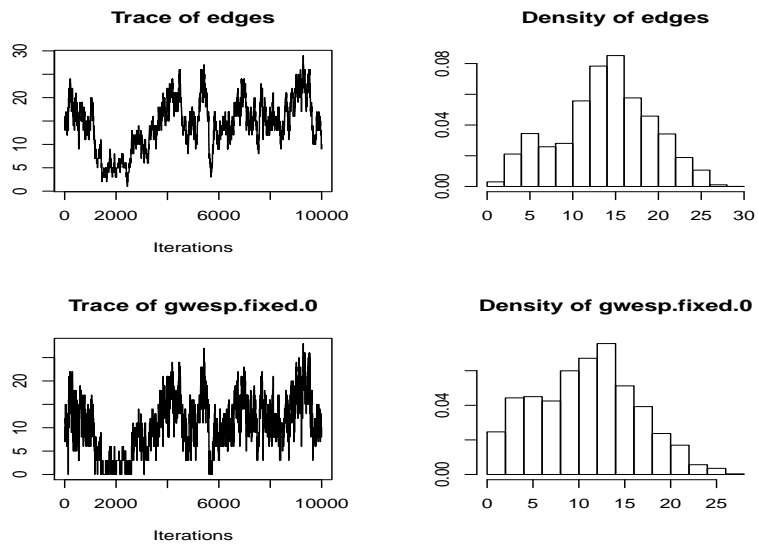 Trace of edges
30
20
10
5
0
0 2000 6000 10000
Iterations
Density of edges
0.08
0.04
0.00
0 5 10 15 20 25 30
Trace of gwesp.fixed.0
20
10
5
0
0 2000 6000 10000
Iterations
Density of gwesp.fixed.0
0.04
0.00
0 5 10 15 20 25